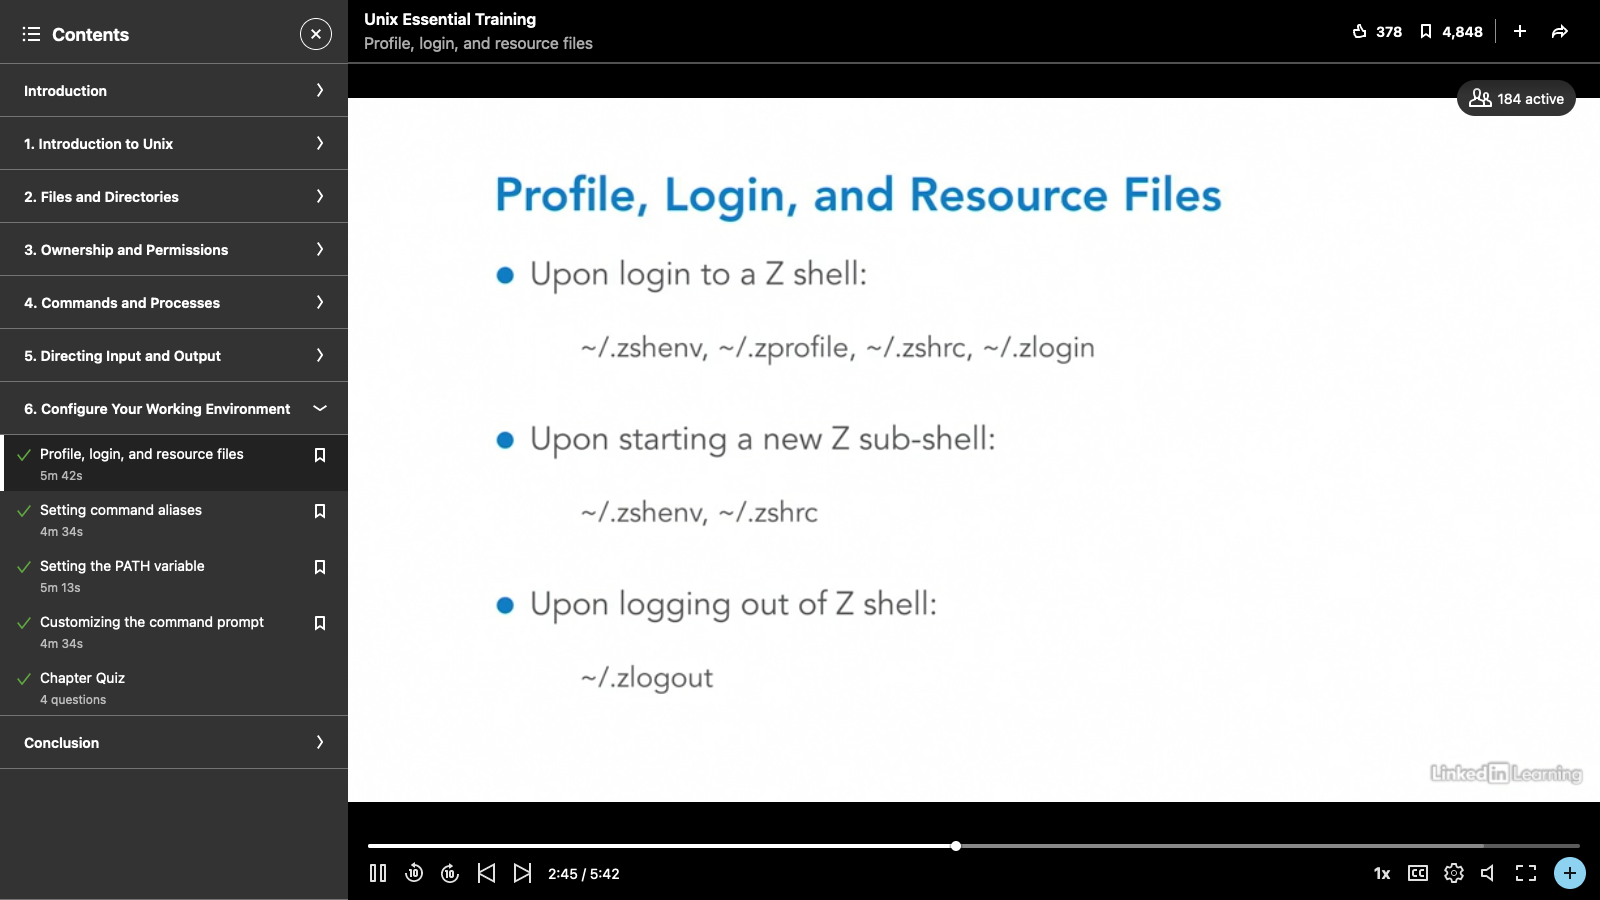 Contents
Introduction
1. Introduction to Unix
2. Files and Directories
3. Ownership and Permissions
4. Commands and Processes
5. Directing Input and Output
6. Configure Your Working Environment
Profile, login, and resource files
5m 42s
Setting command aliases
4m 34s
Setting the PATH variable
5m 13s
Customizing the command prompt
4m 34s
Chapter Quiz
4 questions
Conclusion
Unix Essential Training
Profile, login, and resource files
378
4,848
184 active
Profile, Login, and Resource Files
Upon login to a Z shell:
~/.zshenv, ~/.zprofile, ~/.zshrc, ~/.zlogin
Upon starting a new Z sub-shell:
~/.zshenv, ~/.zshrc
Upon logging out of Z shell:
~/.zlogout
Linked in Learning
10
10
2:45 / 5:42
1x
CC